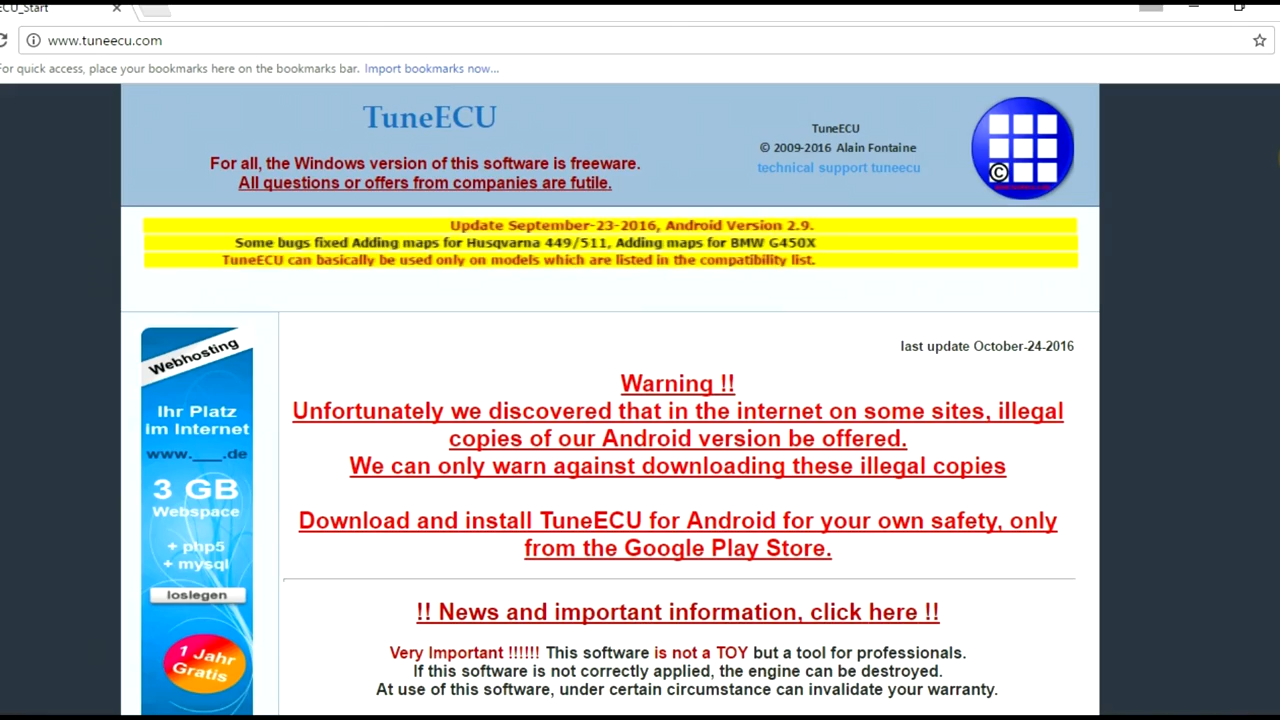 ECU_Start
www.tuneecu.com
For quick access, place your bookmarks here on the bookmarks bar. Import bookmarks now...
TuneECU
For all, the Windows version of this software is freeware.
All questions or offers from companies are futile.
TuneECU
© 2009-2016 Alain Fontaine
technical support tuneecu
©
Update September-23-2016, Android Version 2.9.
Some bugs fixed Adding maps for Husqvarna 449/511, Adding maps for BMW G450X
TuneECU can basically be used only on models which are listed in the compatibility list.
last update October-24-2016
Warning !!
Unfortunately we discovered that in the internet on some sites, illegal
copies of our Android version be offered.
We can only warn against downloading these illegal copies
Download and install TuneECU for Android for your own safety, only
from the Google Play Store.
!! News and important information, click here !!
Very Important !!!!!! This software is not a TOY but a tool for professionals.
If this software is not correctly applied, the engine can be destroyed.
At use of this software, under certain circumstance can invalidate your warranty.
Webhosting
Ihr Platz
im Internet
www.___.de
3 GB
Webspace
+ php5
+ mysql
loslegen
1 Jahr
Gratis